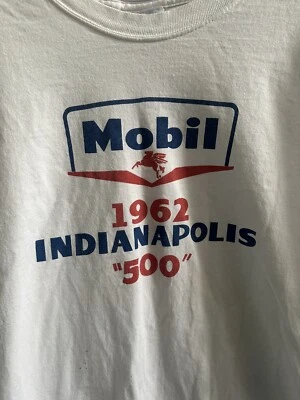 Mobil
1962
INDIANAPOLIS
"500"